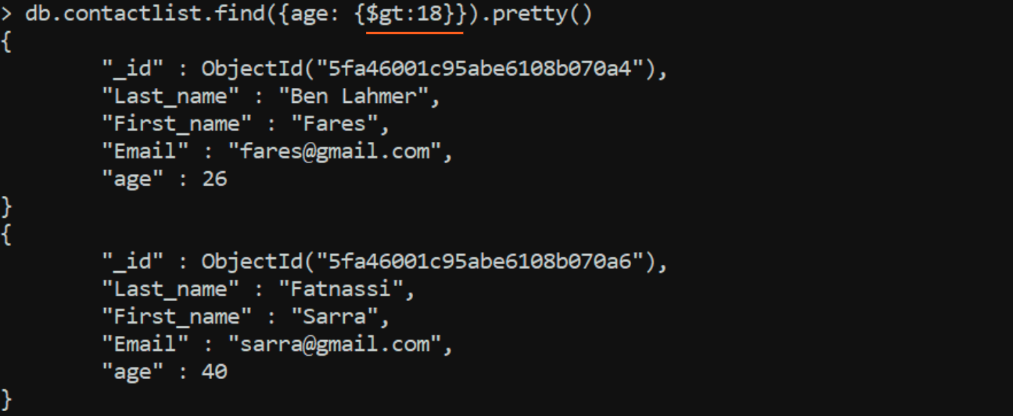 > db.contactlist.find({age: {$gt:18}}).pretty()
{
"_id" : ObjectId("5fa46001c95abe6108b070a4"),
"Last_name" : "Ben Lahmer",
"First_name" : "Fares",
"Email" : "fares@gmail.com",
"age" : 26
}
{
"_id" : ObjectId("5fa46001c95abe6108b070a6"),
"Last_name" : "Fatnassi",
"First_name" : "Sarra",
"Email" : "sarra@gmail.com",
"age" : 40
}